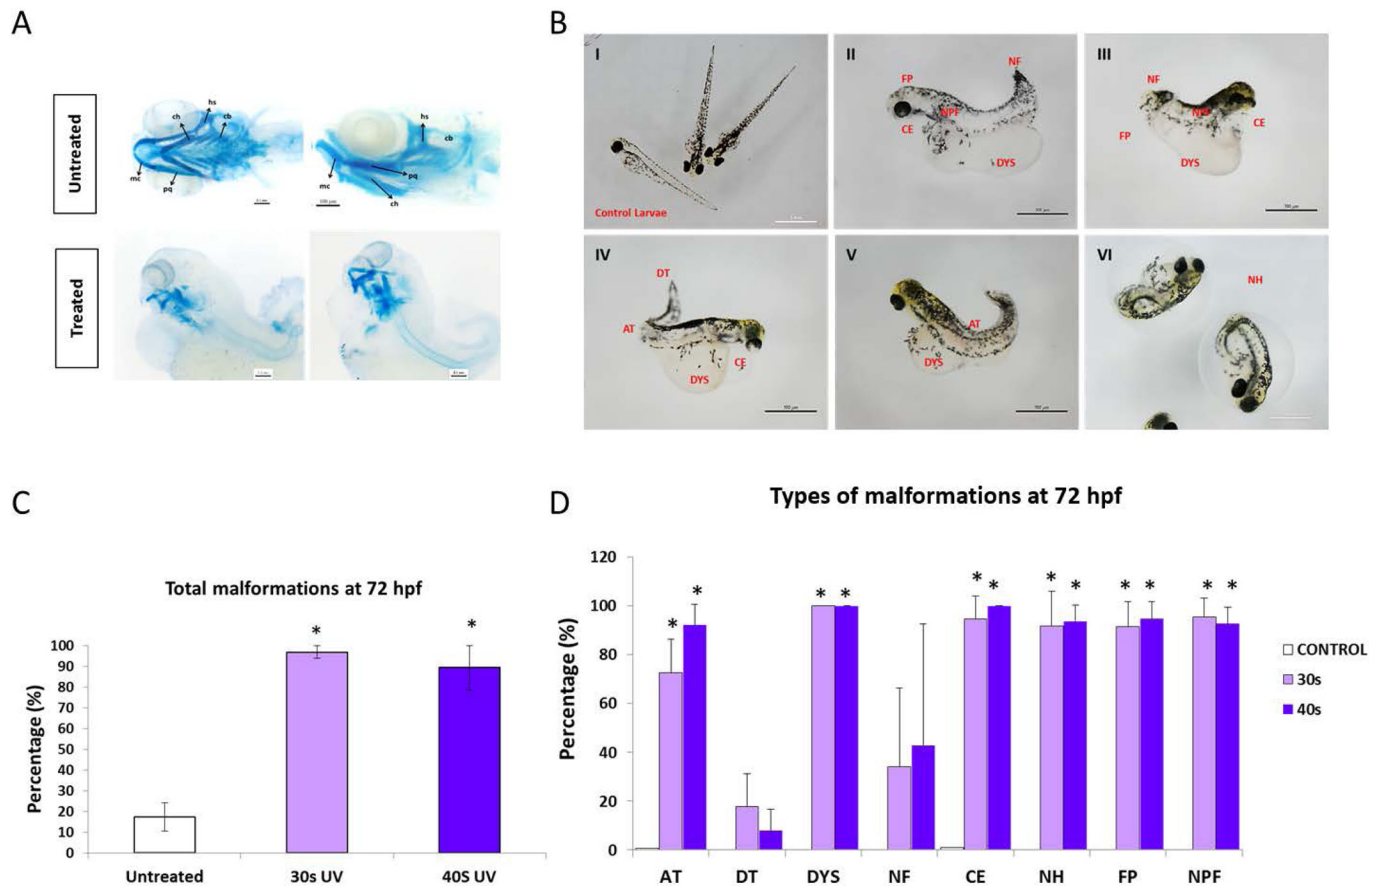 A
Untreated
hs
ch
cb
mc
pq
hs
cb
mc
pq
ch
100 µm
Treated
B
I
Control Larvae
II
FP
NF
NPF
CE
DYS
III
NF
NPF
FP
CE
DYS
IV
DT
AT
CE
DYS
V
AT
DYS
VI
NH
C
Total malformations at 72 hpf
Percentage (%)
100
90
80
70
60
50
40
30
20
10
0
*
*
Untreated
30s UV
40S UV
D
Types of malformations at 72 hpf
Percentage (%)
120
100
80
60
40
20
0
* * * * * * * * * * * *
AT DT DYS NF CE NH FP NPF
CONTROL
30s
40s